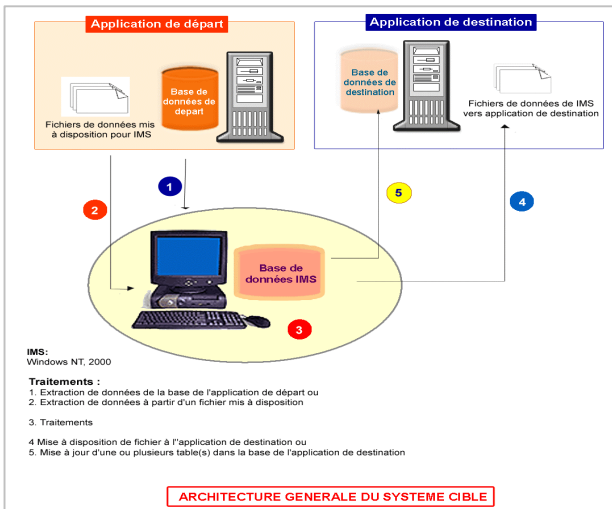 Application de départ
Application de destination
Base de
données de
départ
Fichiers de données mis
à disposition pour IMS
Base de
données de
destination
Fichiers de données de IMS
vers application de destination
1
2
5
4
Base de
données IMS
3
IMS:
Windows NT, 2000
Traitements :
1. Extraction de données de la base de l'application de départ ou
2. Extraction de données à partir d'un fichier mis à disposition
3. Traitements
4 Mise à disposition de fichier à l''application de destination ou
5. Mise à jour d'une ou plusieurs table(s) dans la base de l'application de destination
ARCHITECTURE GENERALE DU SYSTEME CIBLE